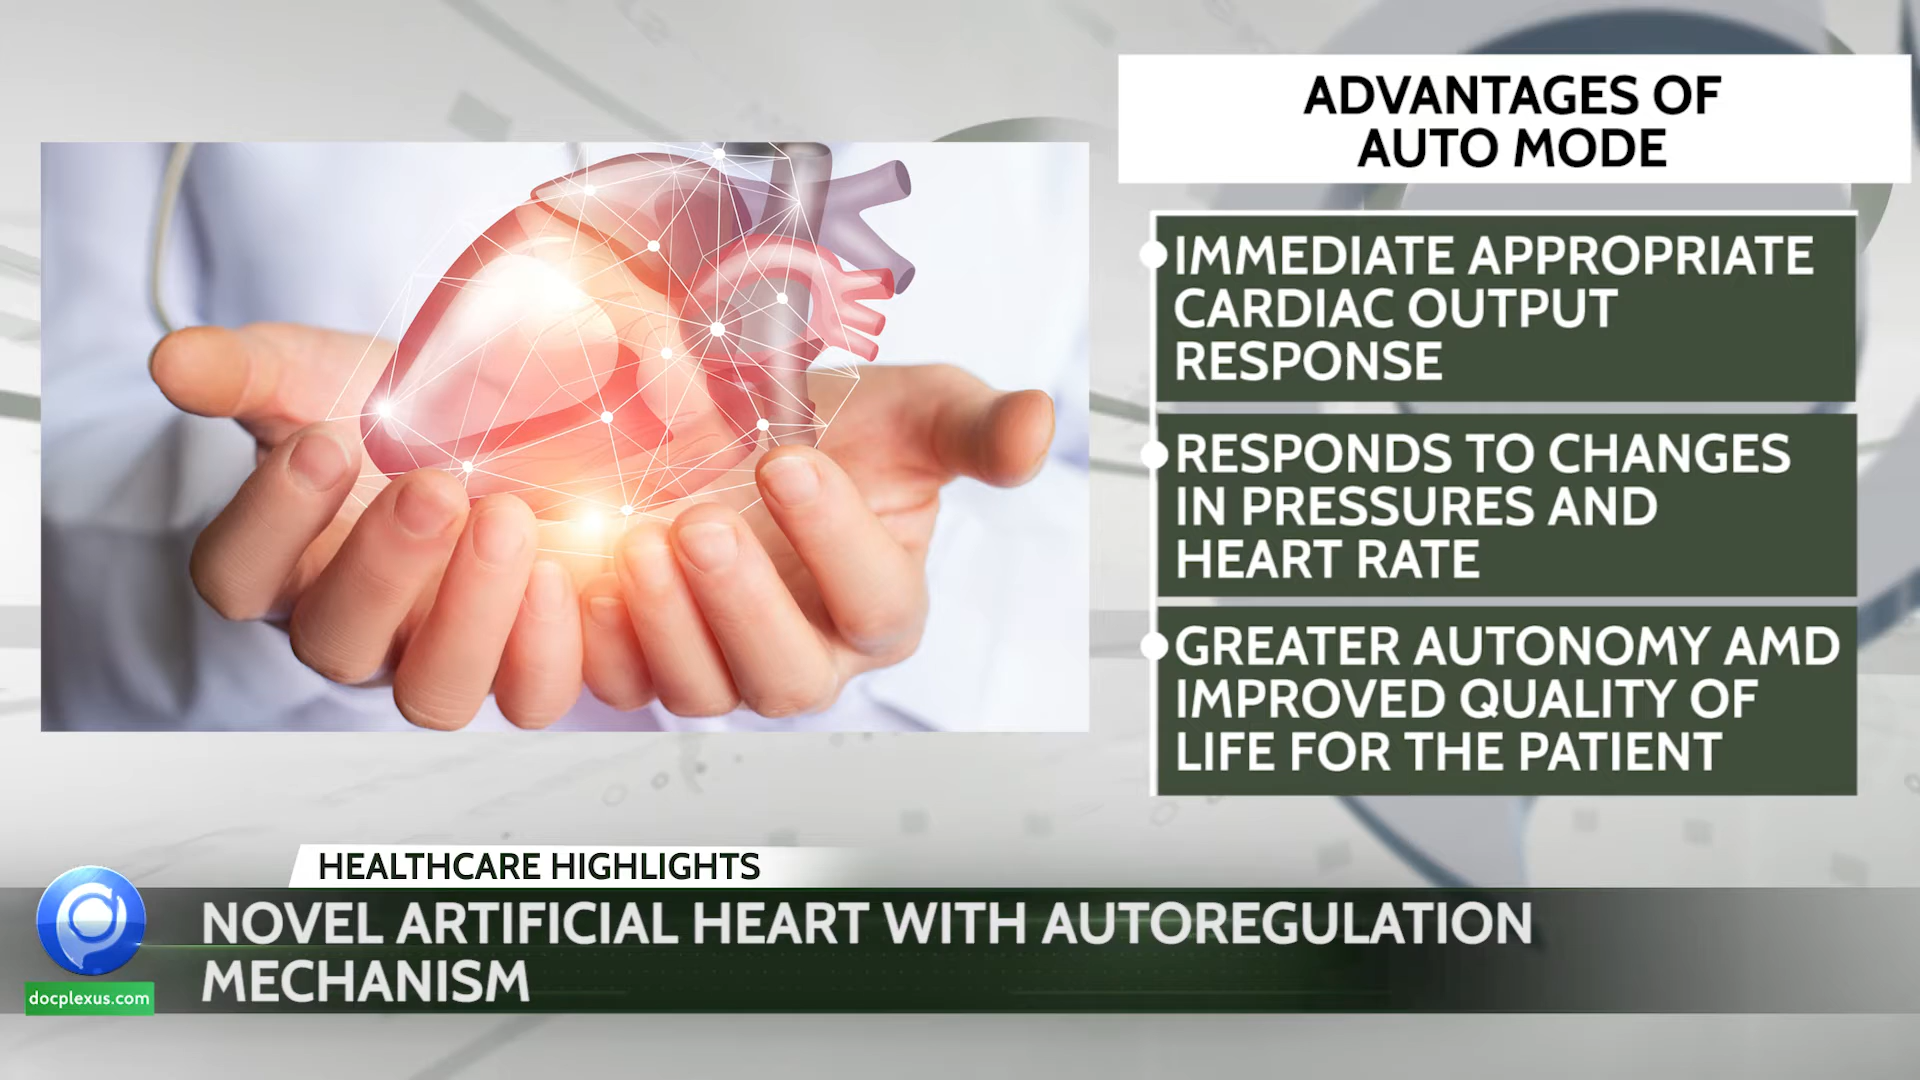 ADVANTAGES OF
AUTO MODE
IMMEDIATE APPROPRIATE
CARDIAC OUTPUT
RESPONSE
RESPONDS TO CHANGES
IN PRESSURES AND
HEART RATE
GREATER AUTONOMY AMD
IMPROVED QUALITY OF
LIFE FOR THE PATIENT
HEALTHCARE HIGHLIGHTS
NOVEL ARTIFICIAL HEART WITH AUTOREGULATION
MECHANISM
docplexus.com